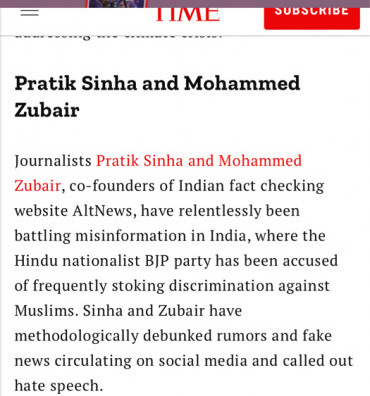 TIME
SUBSCRIBE
addressing the climate crisis.
Pratik Sinha and Mohammed
Zubair
Journalists Pratik Sinha and Mohammed
Zubair, co-founders of Indian fact checking
website AltNews, have relentlessly been
battling misinformation in India, where the
Hindu nationalist BJP party has been accused
of frequently stoking discrimination against
Muslims. Sinha and Zubair have
methodologically debunked rumors and fake
news circulating on social media and called out
hate speech.